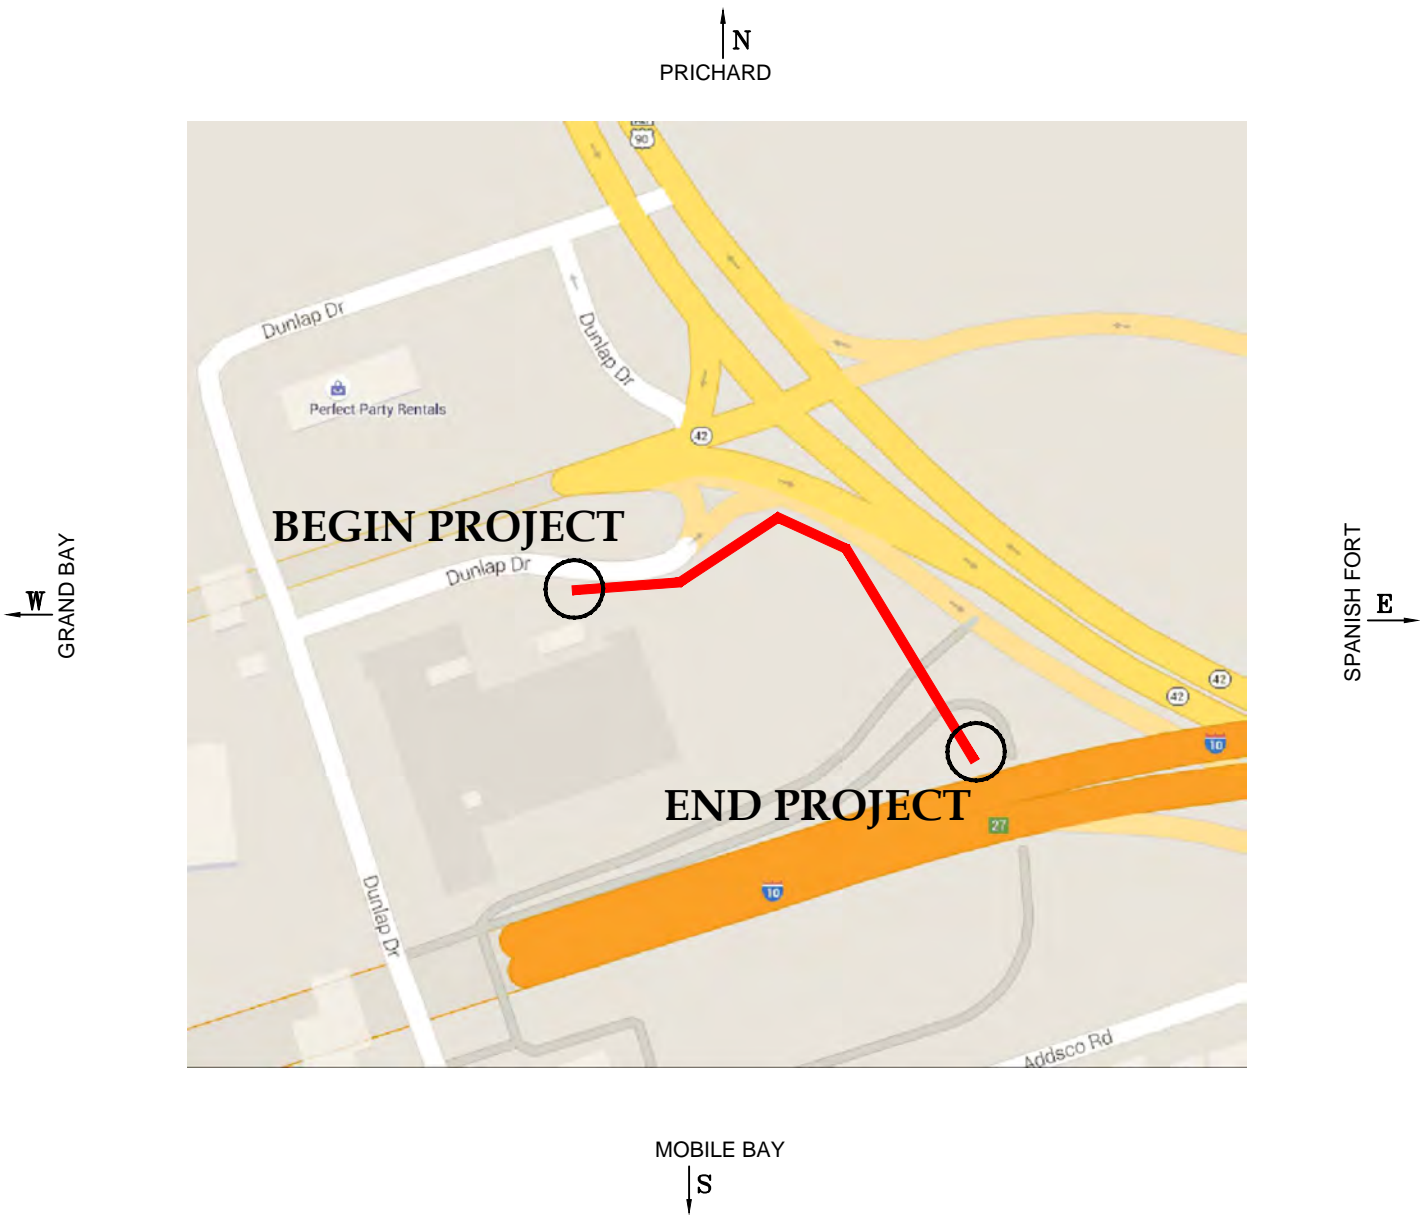 N
PRICHARD
90
Dunlap Dr
Dunlap Dr
Perfect Party Rentals
42
BEGIN PROJECT
Dunlap Dr
W
GRAND BAY
SPANISH FORT
E
42
42
10
END PROJECT
27
10
Dunlap Dr
Addsco Rd
MOBILE BAY
S